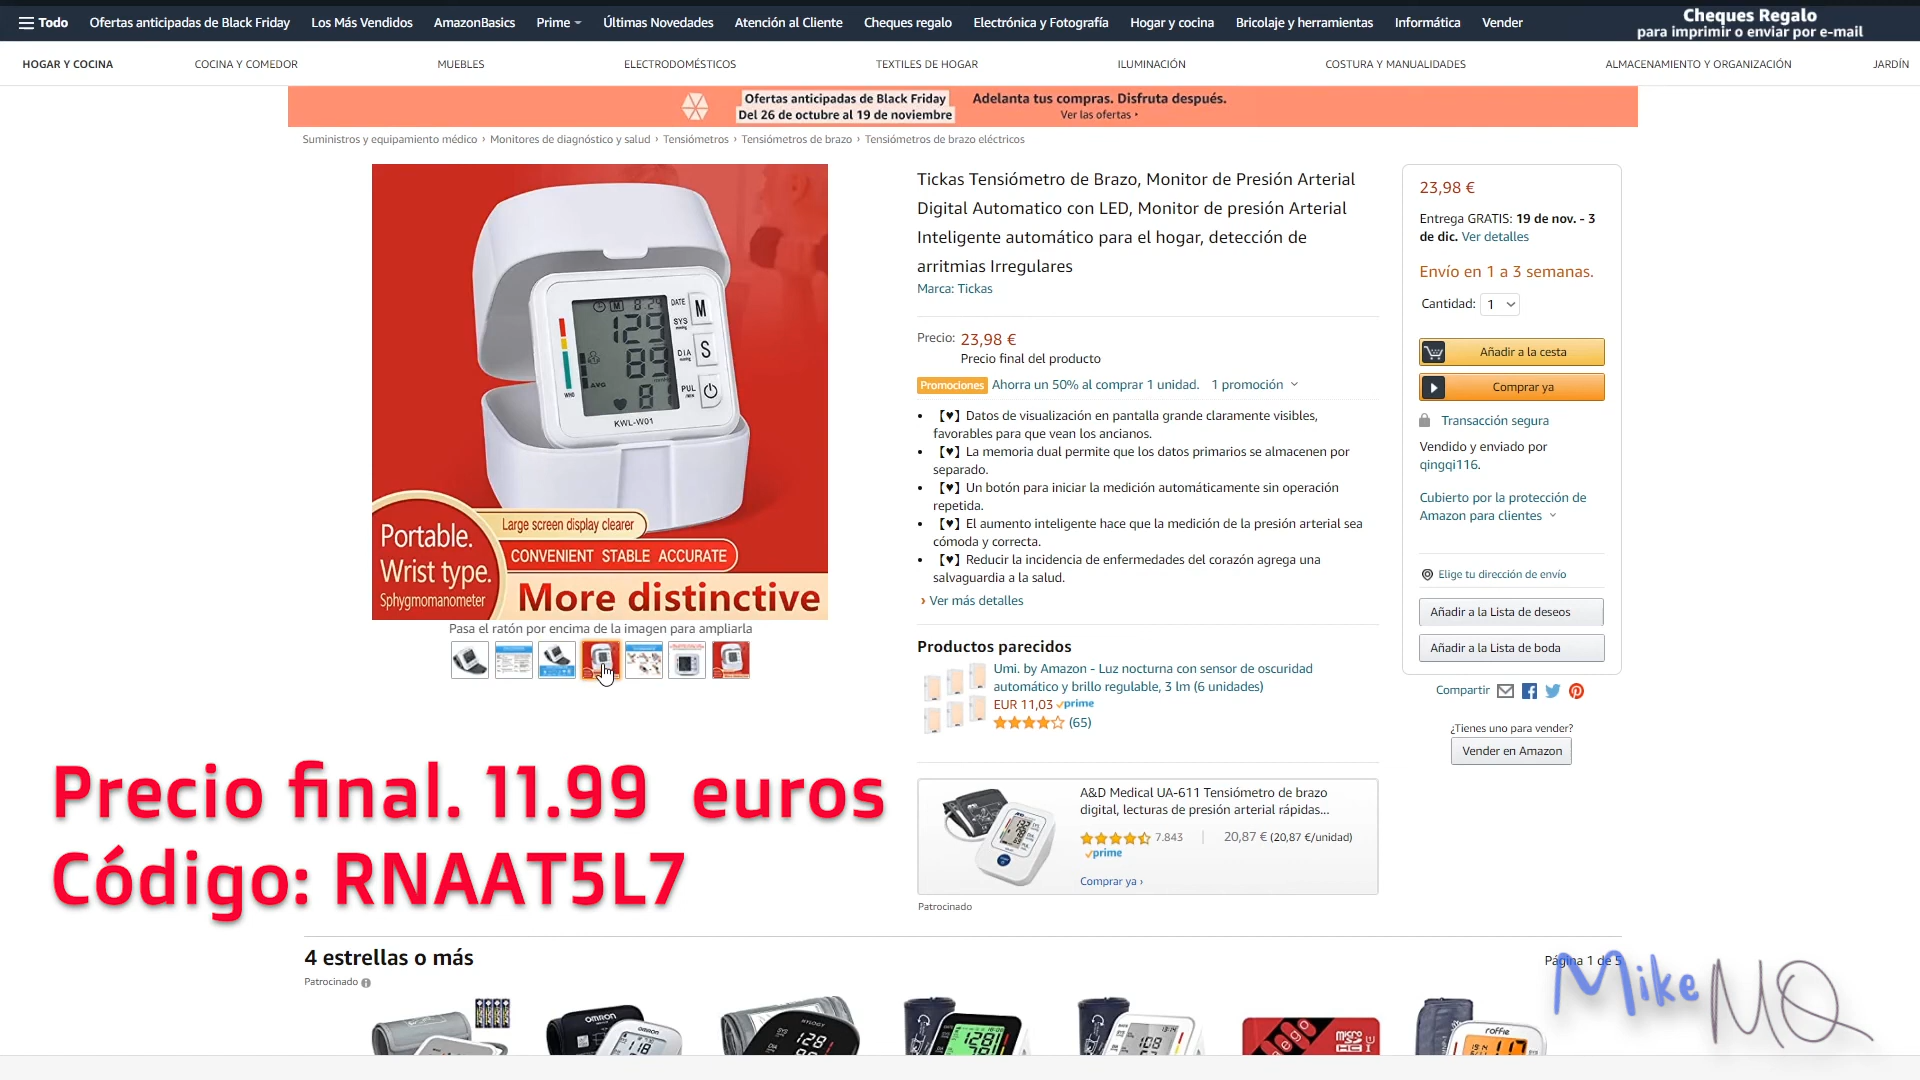 Todo Ofertas anticipadas de Black Friday Los Más Vendidos AmazonBasics Prime Últimas Novedades Atención al Cliente Cheques regalo Electrónica y Fotografía Hogar y cocina Bricolaje y herramientas Informática Vender
Cheques Regalo
para imprimir o enviar por e-mail
HOGAR Y COCINA COCINA Y COMEDOR MUEBLES ELECTRODOMÉSTICOS TEXTILES DE HOGAR ILUMINACIÓN COSTURA Y MANUALIDADES ALMACENAMIENTO Y ORGANIZACIÓN JARDÍN
Ofertas anticipadas de Black Friday
Del 26 de octubre al 19 de noviembre
Adelanta tus compras. Disfruta después.
Ver las ofertas
Suministros y equipamiento médico › Monitores de diagnóstico y salud › Tensiómetros › Tensiómetros de brazo › Tensiómetros de brazo eléctricos
DATE M
129 SYS
89 DIA S
AVG
81 PUL
KWL-W01
Portable.
Wrist type.
Sphygmomanometer
Large screen display clearer
CONVENIENT STABLE ACCURATE
More distinctive
Pasa el ratón por encima de la imagen para ampliarla
Tickas Tensiómetro de Brazo, Monitor de Presión Arterial
Digital Automatico con LED, Monitor de presión Arterial
Inteligente automático para el hogar, detección de
arritmias Irregulares
Marca: Tickas
Precio: 23,98 €
Precio final del producto
Promociones Ahorra un 50% al comprar 1 unidad. 1 promoción
• 【♥】 Datos de visualización en pantalla grande claramente visibles,
favorables para que vean los ancianos.
• 【♥】 La memoria dual permite que los datos primarios se almacenen por
separado.
• 【♥】 Un botón para iniciar la medición automáticamente sin operación
repetida.
• 【♥】 El aumento inteligente hace que la medición de la presión arterial sea
cómoda y correcta.
• 【♥】 Reducir la incidencia de enfermedades del corazón agrega una
salvaguardia a la salud.
› Ver más detalles
Productos parecidos
Umi. by Amazon - Luz nocturna con sensor de oscuridad
automático y brillo regulable, 3 lm (6 unidades)
EUR 11,03 prime
(65)
A&D Medical UA-611 Tensiómetro de brazo
digital, lecturas de presión arterial rápidas...
7.843 | 20,87 € (20,87 €/unidad)
prime
Comprar ya ›
Patrocinado
23,98 €
Entrega GRATIS: 19 de nov. - 3
de dic. Ver detalles
Envío en 1 a 3 semanas.
Cantidad: 1
Añadir a la cesta
Comprar ya
Transacción segura
Vendido y enviado por
qingqi116.
Cubierto por la protección de
Amazon para clientes
Elige tu dirección de envío
Añadir a la Lista de deseos
Añadir a la Lista de boda
Compartir
¿Tienes uno para vender?
Vender en Amazon
Precio final. 11.99 euros
Código: RNAAT5L7
4 estrellas o más
Patrocinado
Página 1 de 5
MikeMQ
OMRON
118
128
128
108
micro
roffie
117